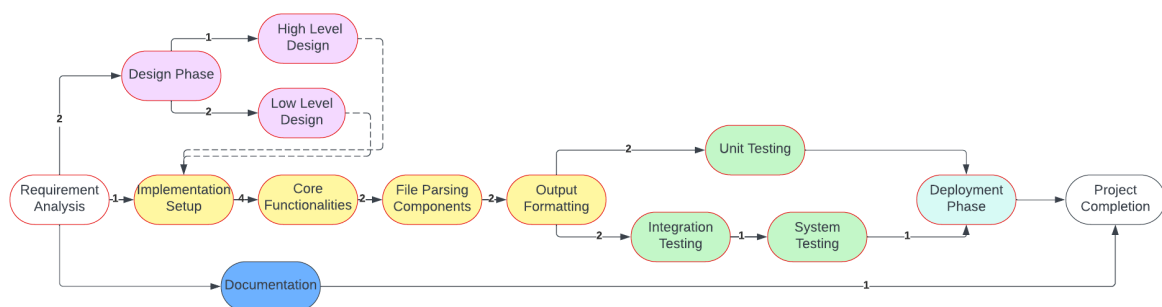 High Level
Design
1
Design Phase
2
Low Level
Design
2
Requirement
Analysis
1
Implementation
Setup
4
Core
Functionalities
2
File Parsing
Components
2
Output
Formatting
2
Unit Testing
2
Integration
Testing
1
System
Testing
1
Deployment
Phase
Project
Completion
Documentation
1